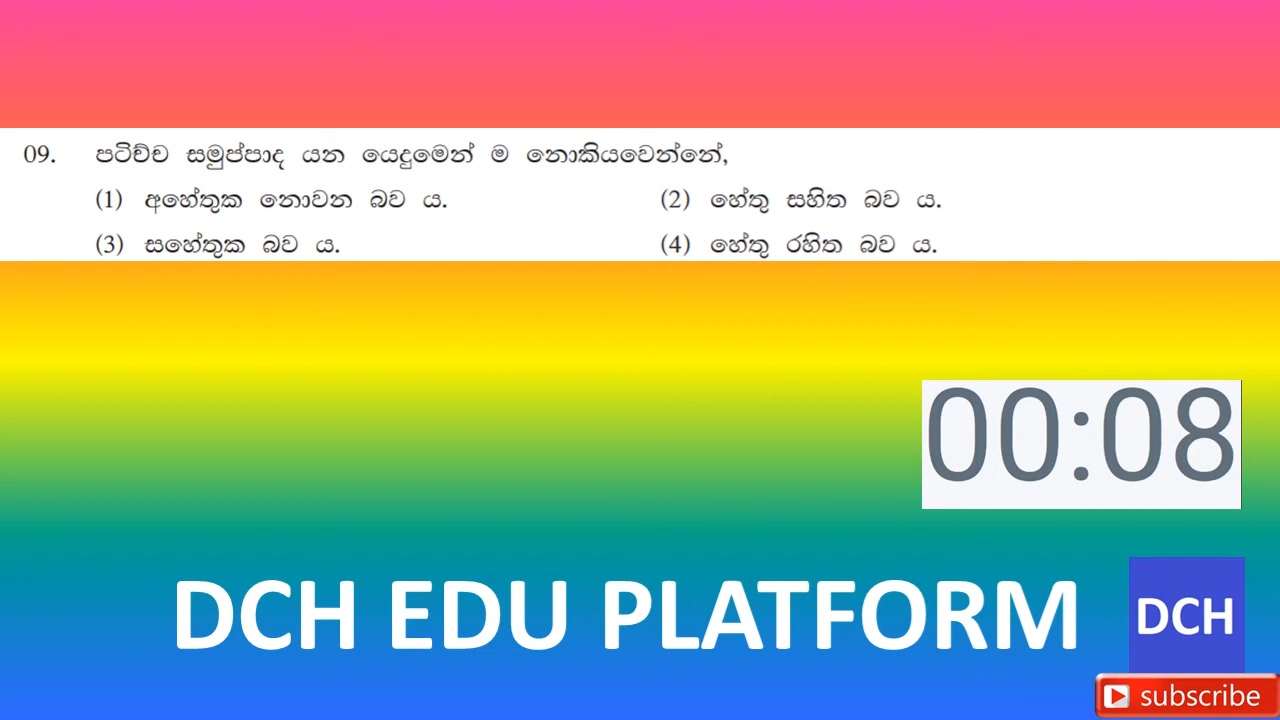 09. පටිච්ච සමුප්පාද යන යෙදුමෙන් ම නොකියවෙන්නේ,
(1) අහේතුක නොවන බව ය. (2) හේතු සහිත බව ය.
(3) සහේතුක බව ය. (4) හේතු රහිත බව ය.
00:08
DCH EDU PLATFORM
DCH
subscribe